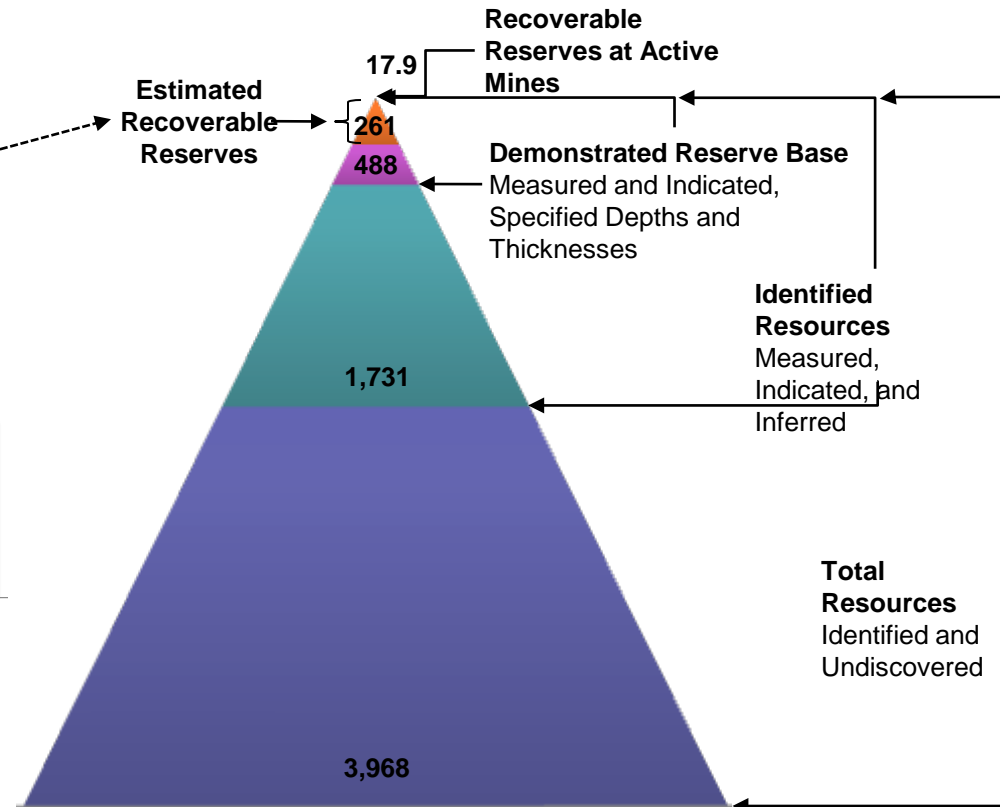 Recoverable
Reserves at Active
Mines
17.9
Estimated
Recoverable
Reserves
261
488
Demonstrated Reserve Base
Measured and Indicated,
Specified Depths and
Thicknesses
Identified
Resources
Measured,
Indicated, and
Inferred
1,731
Total
Resources
Identified and
Undiscovered
3,968